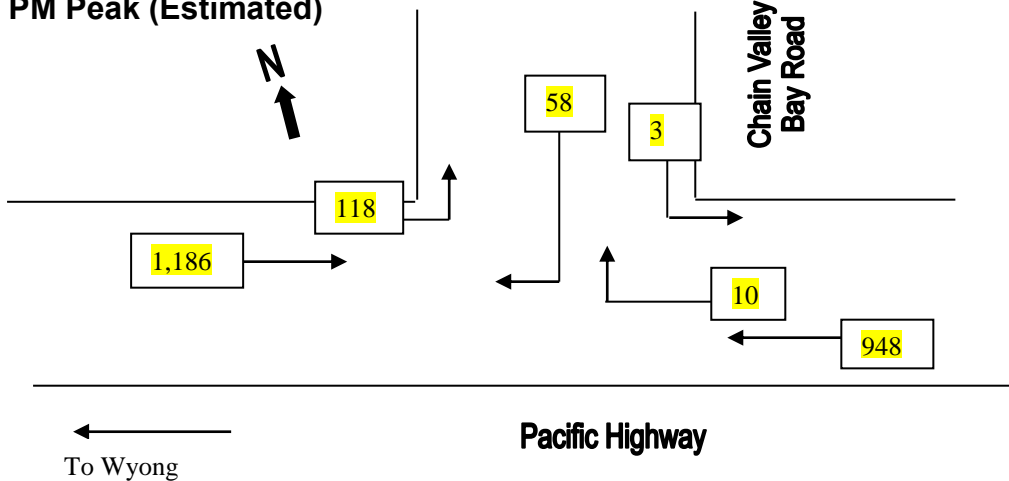 PM Peak (Estimated)
N
Chain Valley
Bay Road
58
3
118
1,186
10
948
Pacific Highway
To Wyong